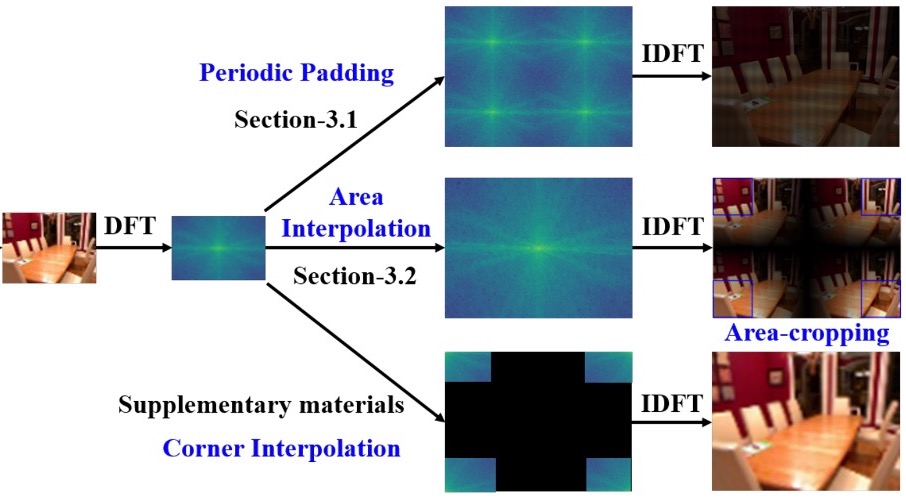 Periodic Padding
Section-3.1
IDFT
DFT
Area
Interpolation
Section-3.2
IDFT
Area-cropping
Supplementary materials
Corner Interpolation
IDFT